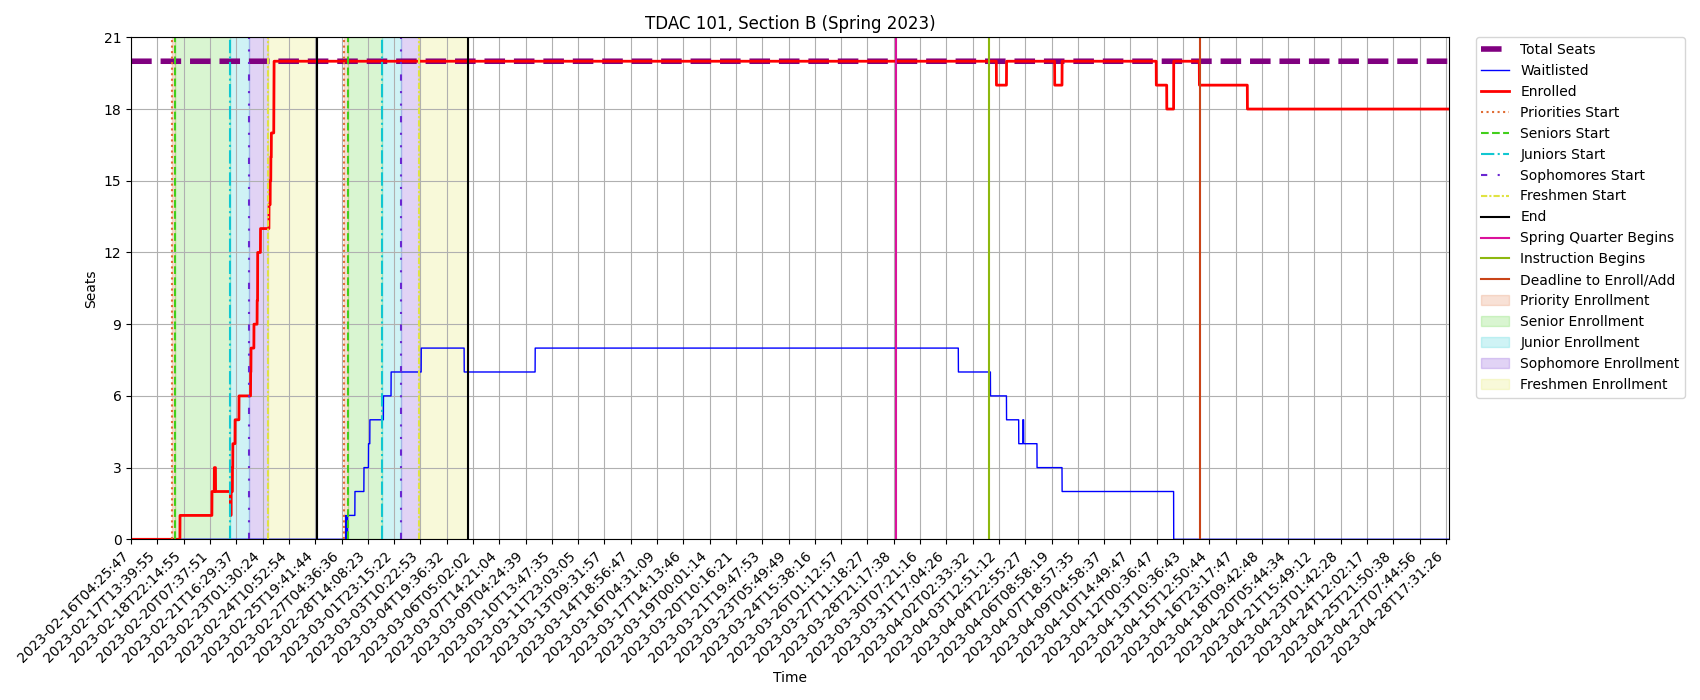 TDAC 101, Section B (Spring 2023)
Seats
21
18
15
12
9
6
3
0
2023-02-16T04:25:47
2023-02-17T13:39:55
2023-02-18T22:14:55
2023-02-20T07:37:51
2023-02-21T16:29:37
2023-02-23T01:30:24
2023-02-24T10:52:54
2023-02-25T19:41:44
2023-02-27T04:36:36
2023-02-28T14:08:23
2023-03-01T23:15:22
2023-03-03T10:22:53
2023-03-04T19:36:32
2023-03-06T05:02:02
2023-03-07T14:21:04
2023-03-09T04:24:39
2023-03-10T13:47:35
2023-03-11T23:03:05
2023-03-13T09:31:57
2023-03-14T18:56:47
2023-03-16T04:31:09
2023-03-17T14:13:46
2023-03-19T00:01:14
2023-03-20T10:16:21
2023-03-21T19:47:53
2023-03-23T05:49:49
2023-03-24T15:38:16
2023-03-26T01:12:57
2023-03-27T11:18:27
2023-03-28T21:17:38
2023-03-30T07:21:16
2023-03-31T17:04:26
2023-04-02T02:33:32
2023-04-03T12:51:12
2023-04-04T22:55:27
2023-04-06T08:58:19
2023-04-07T18:57:35
2023-04-09T04:58:37
2023-04-10T14:49:47
2023-04-12T00:36:47
2023-04-13T10:36:43
2023-04-15T12:50:44
2023-04-16T23:17:47
2023-04-18T09:42:48
2023-04-20T05:44:34
2023-04-21T15:49:12
2023-04-23T01:42:28
2023-04-24T12:02:17
2023-04-25T21:50:38
2023-04-27T07:44:56
2023-04-28T17:31:26
Time
Total Seats
Waitlisted
Enrolled
Priorities Start
Seniors Start
Juniors Start
Sophomores Start
Freshmen Start
End
Spring Quarter Begins
Instruction Begins
Deadline to Enroll/Add
Priority Enrollment
Senior Enrollment
Junior Enrollment
Sophomore Enrollment
Freshmen Enrollment